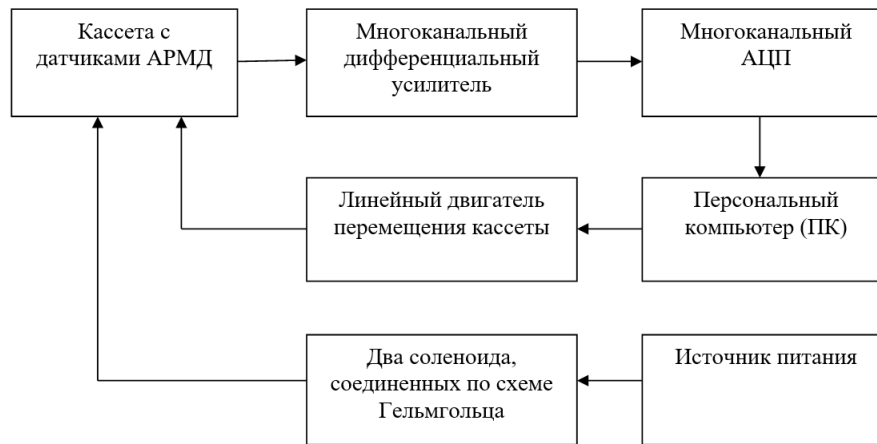 Кассета с
датчиками АРМД
Многоканальный
дифференциальный
усилитель
Многоканальный
АЦП
Линейный двигатель
перемещения кассеты
Персональный
компьютер (ПК)
Два соленоида,
соединенных по схеме
Гельмгольца
Источник питания